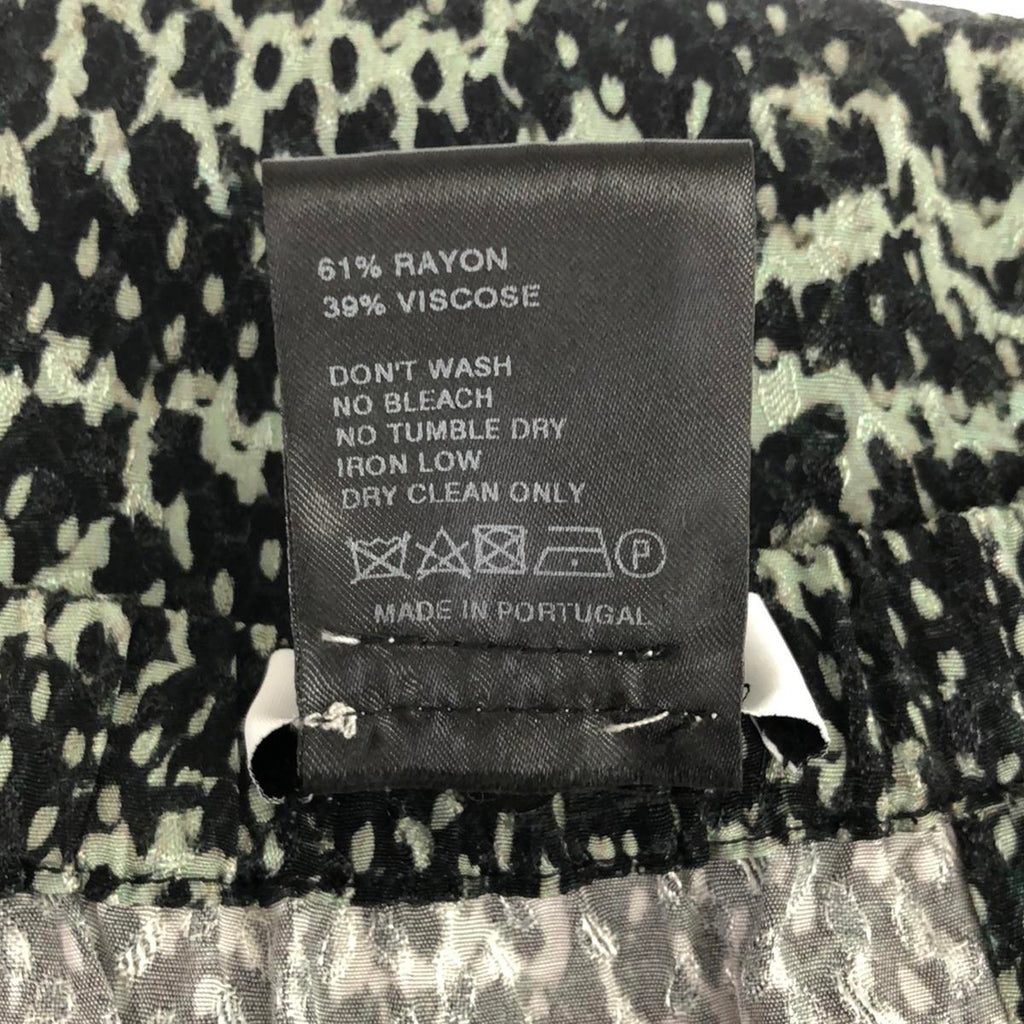 61% RAYON
39% VISCOSE
DON'T WASH
NO BLEACH
NO TUMBLE DRY
IRON LOW
DRY CLEAN ONLY
P
MADE IN PORTUGAL